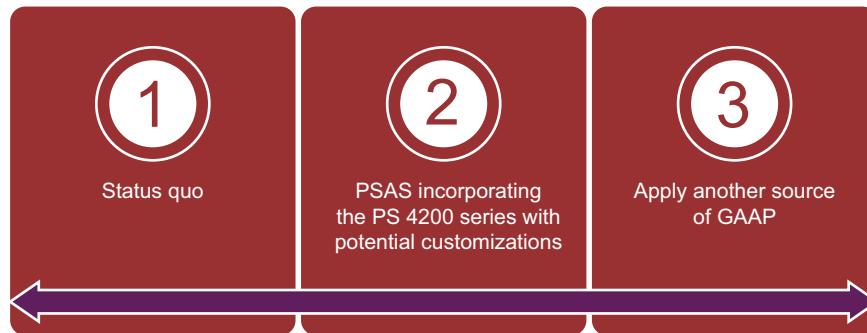 1
Status quo
2
PSAS incorporating
the PS 4200 series with
potential customizations
3
Apply another source
of GAAP